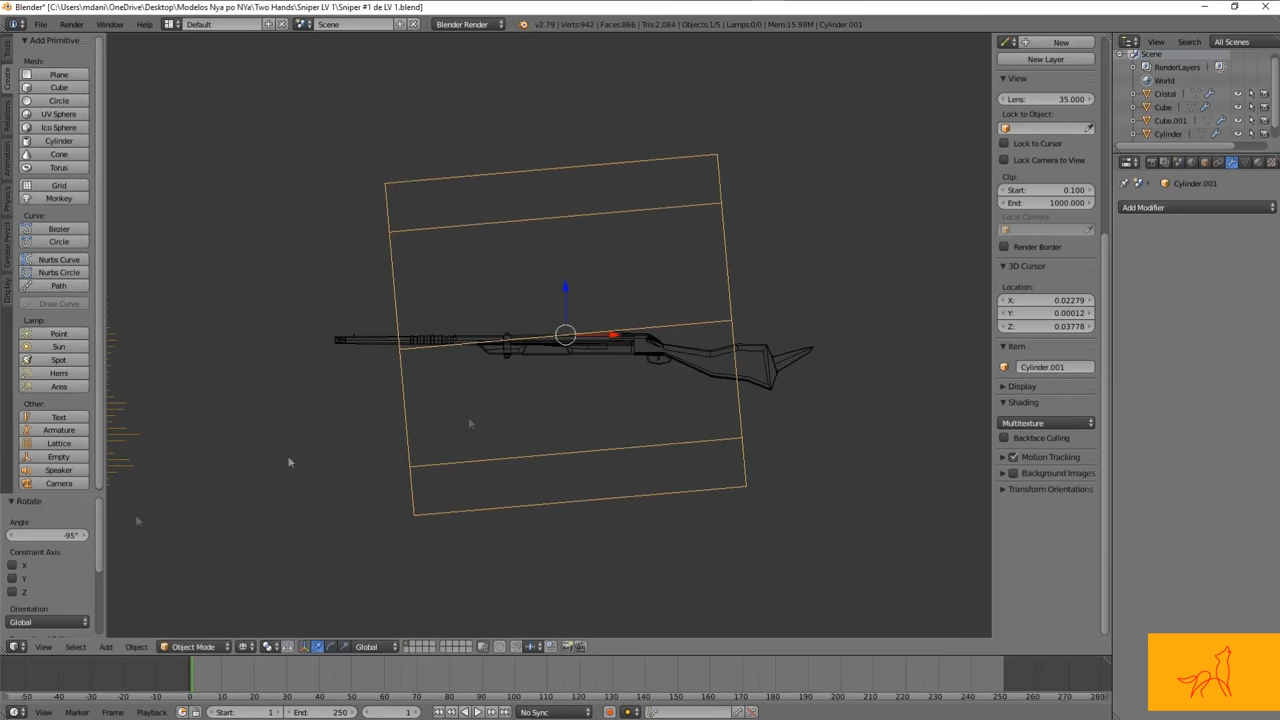 Blender* [C:\Users\mdani\OneDrive\Desktop\Modelos Nya po NYa\Two Hands\Sniper LV 1\Sniper #1 de LV 1.blend]
File Render Window Help Default Scene Blender Render v2.79 | Verts:942 | Faces:866 | Tris:2,084 | Objects:1/5 | Lamps:0/0 | Mem:15.98M | Cylinder.001
View Search All Scenes
Add Primitive
Mesh:
Plane
Cube
Circle
UV Sphere
Ico Sphere
Cylinder
Cone
Torus
Grid
Monkey
Curve:
Bezier
Circle
Nurbs Curve
Nurbs Circle
Path
Draw Curve
Lamp:
Point
Sun
Spot
Hemi
Area
Other:
Text
Armature
Lattice
Empty
Speaker
Camera
Tools
Create
Relations
Animation
Physics
Grease Pencil
Display
Rotate
Angle
-95°
Constraint Axis
X
Y
Z
Orientation
Global
New
New Layer
View
Lens: 35.000
Lock to Object:
Lock to Cursor
Lock Camera to View
Clip:
Start: 0.100
End: 1000.000
Local Camera:
Render Border
3D Cursor
Location:
X: 0.02279
Y: 0.00012
Z: 0.03778
Item
Cylinder.001
Display
Shading
Multitexture
Backface Culling
Motion Tracking
Background Images
Transform Orientations
Scene
RenderLayers
World
Cristal
Cube
Cube.001
Cylinder
Cylinder.001
Add Modifier
View Select Add Object Object Mode Global
-50 -40 -30 -20 -10 0 10 20 30 40 50 60 70 80 90 100 110 120 130 140 150 160 170 180 190 200 210 220 230 240 250 260 270 280
View Marker Frame Playback Start: 1 End: 250 1 No Sync